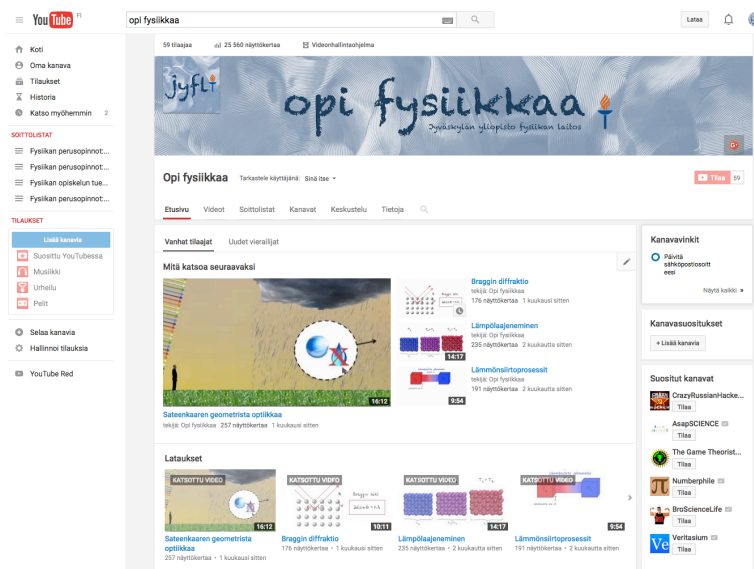 YouTube FI
opi fysiikkaa
Lataa
Koti
Oma kanava
Tilaukset
Historia
Katso myöhemmin 2
SOITTOLISTAT
Fysiikan perusopinnot:...
Fysiikan perusopinnot:...
Fysiikan opiskelun tue...
Fysiikan perusopinnot:...
TILAUKSET
Lisää kanavia
Suosittu YouTubessa
Musiikki
Urheilu
Pelit
Selaa kanavia
Hallinnoi tilauksia
YouTube Red
59 tilaajaa 25 560 näyttökertaa Videonhallintaohjelma
jyfl
opi fysiikkaa
Jyväskylän yliopisto fysiikan laitos
Opi fysiikkaa Tarkastele käyttäjänä: Sinä itse
Tilaa 59
Etusivu Videot Soittolistat Kanavat Keskustelu Tietoja
Vanhat tilaajat Uudet vierailijat
Mitä katsoa seuraavaksi
16:12
Sateenkaaren geometrista optiikkaa
tekijä: Opi fysiikkaa 257 näyttökertaa 1 kuukausi sitten
Braggin diffraktio
tekijä: Opi fysiikkaa
176 näyttökertaa 1 kuukausi sitten
14:17
Lämpölaajeneminen
tekijä: Opi fysiikkaa
235 näyttökertaa 2 kuukautta sitten
9:54
Lämmönsiirtoprosessit
tekijä: Opi fysiikkaa
191 näyttökertaa 2 kuukautta sitten
Lataukset
KATSOTTU VIDEO
16:12
Sateenkaaren geometrista
optiikkaa
257 näyttökertaa • 1 kuukausi sitten
KATSOTTU VIDEO
10:11
Braggin diffraktio
176 näyttökertaa • 1 kuukausi sitten
KATSOTTU VIDEO
14:17
Lämpölaajeneminen
235 näyttökertaa • 2 kuukautta sitten
KATSOTTU VIDEO
9:54
Lämmönsiirtoprosessit
191 näyttökertaa • 2 kuukautta sitten
Kanavavinkit
Päivitä
sähköpostiosoitt
eesi
Näytä kaikki
Kanavasuositukset
+ Lisää kanavia
Suositut kanavat
CrazyRussianHacke...
Tilaa
AsapSCIENCE
Tilaa
The Game Theorist...
Tilaa
Numberphile
Tilaa
BroScienceLife
Tilaa
Veritasium
Tilaa
Ve